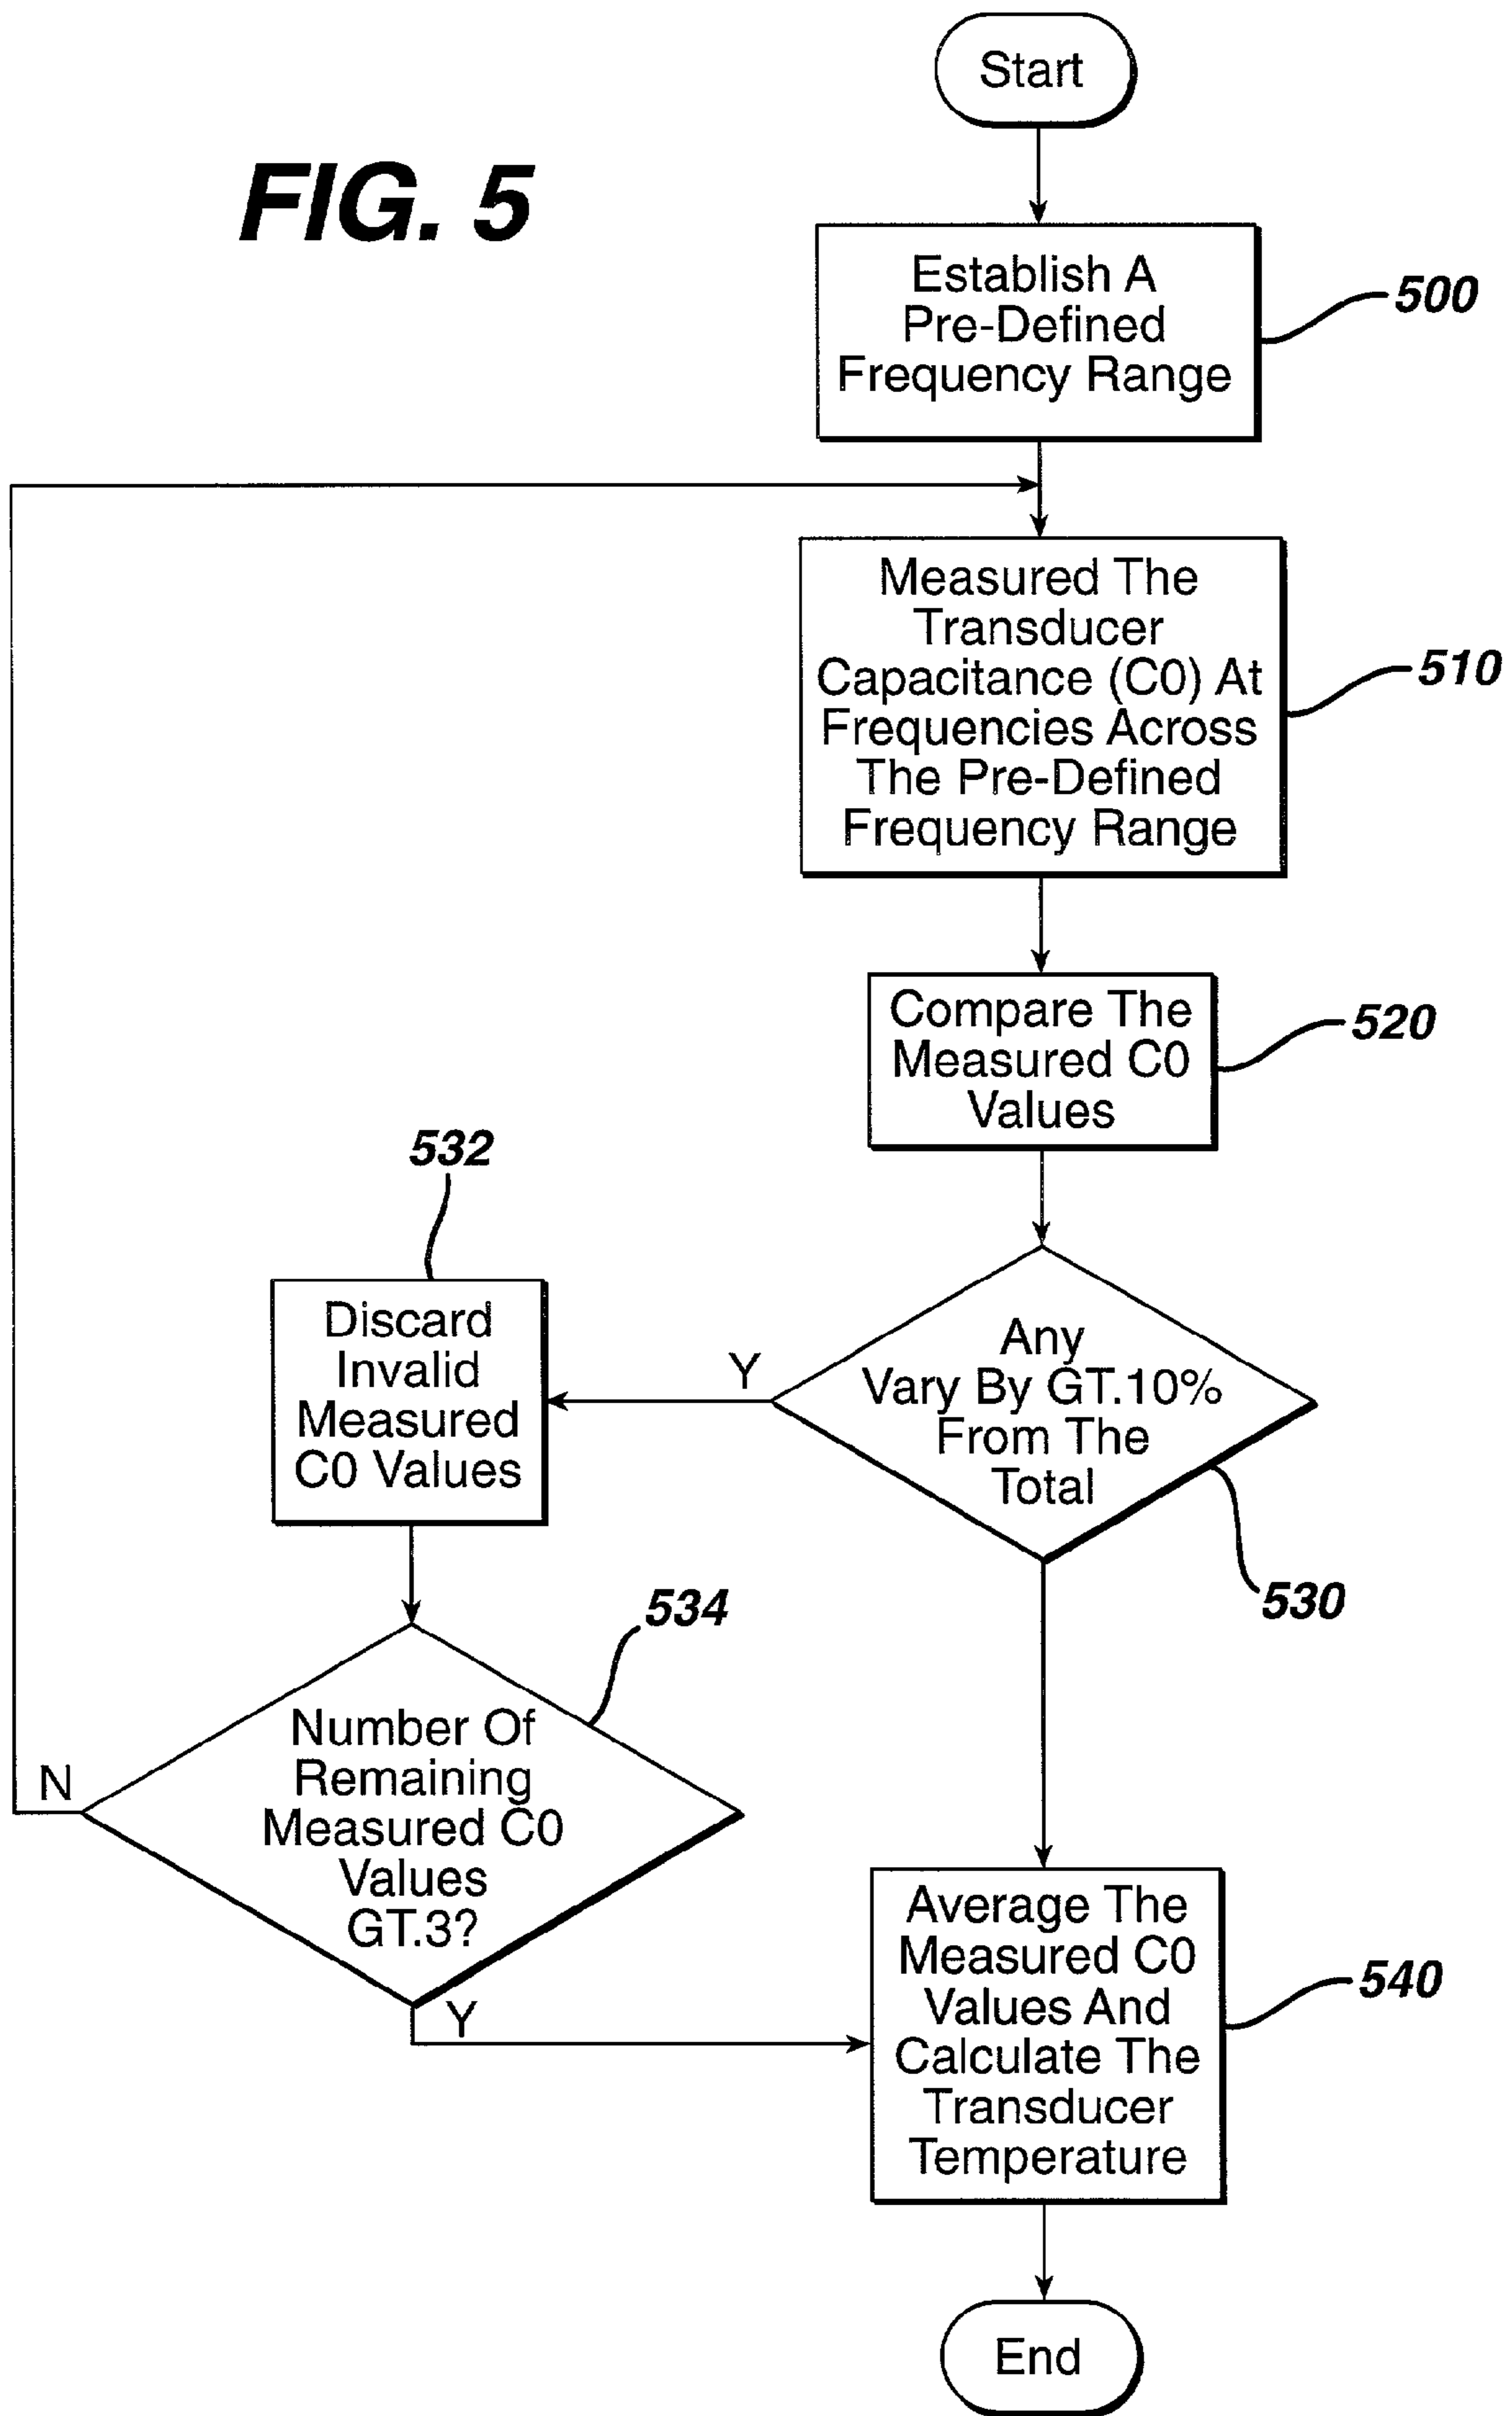 Start
FIG. 5
Establish A
Pre-Defined
Frequency Range
500
Measured The
Transducer
Capacitance (C0) At
Frequencies Across
The Pre-Defined
Frequency Range
510
Compare The
Measured C0
Values
520
532
Discard
Invalid
Measured
C0 Values
Y
Any
Vary By GT.10%
From The
Total
530
534
Number Of
Remaining
Measured C0
Values
GT.3?
N
Y
Average The
Measured C0
Values And
Calculate The
Transducer
Temperature
540
End